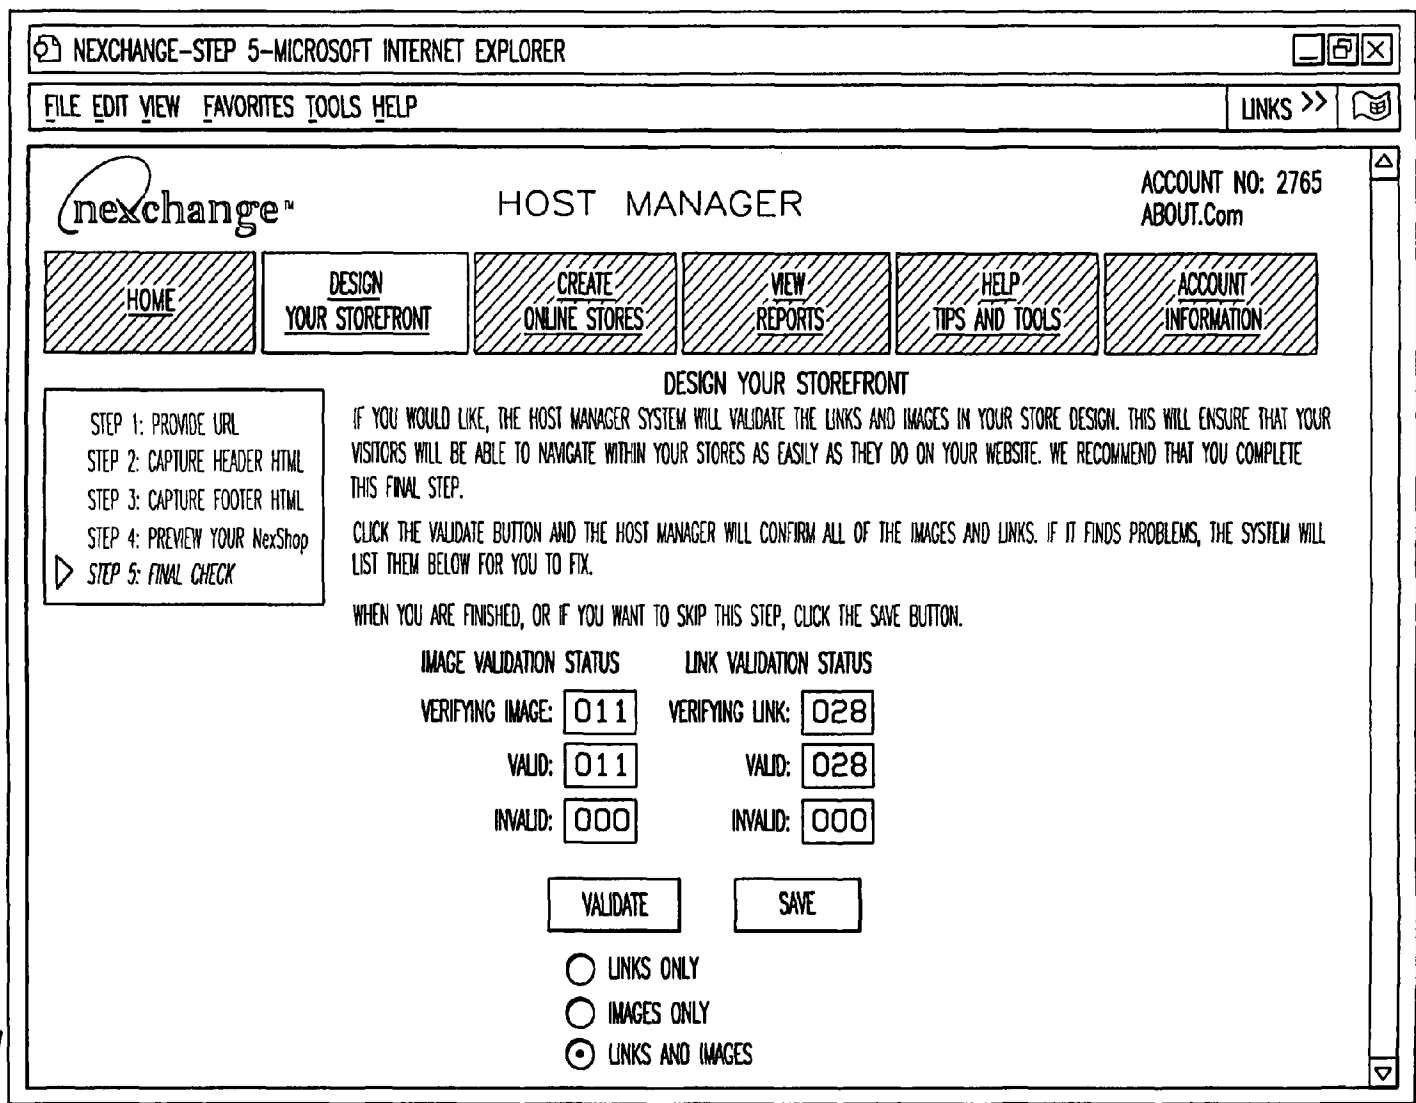 NEXCHANGE-STEP 5-MICROSOFT INTERNET EXPLORER
FILE EDIT VIEW FAVORITES TOOLS HELP
LINKS >>
nexchange™
HOST MANAGER
ACCOUNT NO: 2765
ABOUT.Com
HOME
DESIGN
YOUR STOREFRONT
CREATE
ONLINE STORES
VIEW
REPORTS
HELP
TIPS AND TOOLS
ACCOUNT
INFORMATION
STEP 1: PROVIDE URL
STEP 2: CAPTURE HEADER HTML
STEP 3: CAPTURE FOOTER HTML
STEP 4: PREVIEW YOUR NexShop
STEP 5: FINAL CHECK
DESIGN YOUR STOREFRONT
IF YOU WOULD LIKE, THE HOST MANAGER SYSTEM WILL VALIDATE THE LINKS AND IMAGES IN YOUR STORE DESIGN. THIS WILL ENSURE THAT YOUR
VISITORS WILL BE ABLE TO NAVIGATE WITHIN YOUR STORES AS EASILY AS THEY DO ON YOUR WEBSITE. WE RECOMMEND THAT YOU COMPLETE
THIS FINAL STEP.
CLICK THE VALIDATE BUTTON AND THE HOST MANAGER WILL CONFIRM ALL OF THE IMAGES AND LINKS. IF IT FINDS PROBLEMS, THE SYSTEM WILL
LIST THEM BELOW FOR YOU TO FIX.
WHEN YOU ARE FINISHED, OR IF YOU WANT TO SKIP THIS STEP, CLICK THE SAVE BUTTON.
IMAGE VALIDATION STATUS
VERIFYING IMAGE: 011
VALID: 011
INVALID: 000
LINK VALIDATION STATUS
VERIFYING LINK: 028
VALID: 028
INVALID: 000
VALIDATE
SAVE
LINKS ONLY
IMAGES ONLY
LINKS AND IMAGES